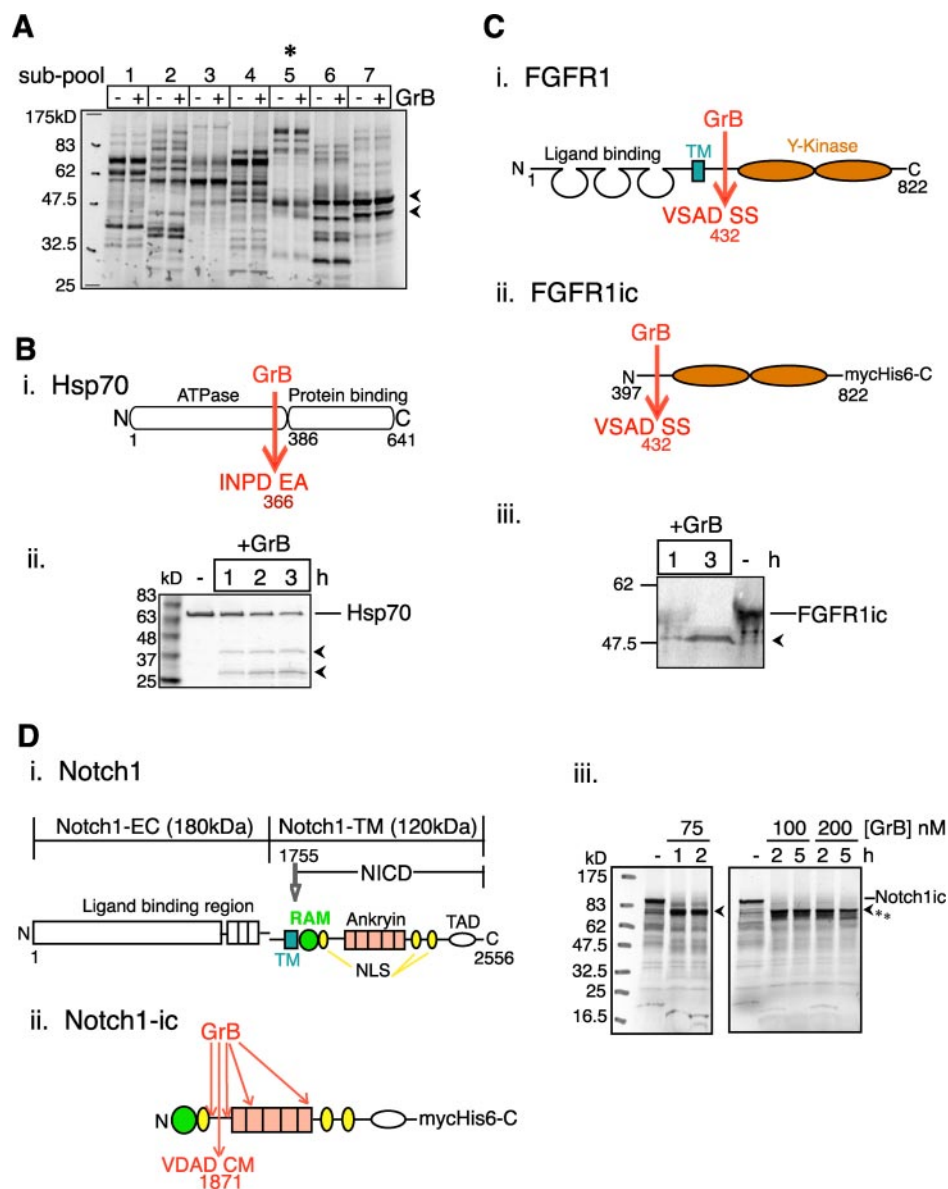 A
*
sub-pool 1 2 3 4 5 6 7
- + - + - + - + - + - + - + GrB
175kD
83
62
47.5
32.5
25
B
i. Hsp70
GrB
ATPase Protein binding
N C
1 386 641
INPD EA
366
ii.
+GrB
kD - 1 2 3 h
83
63
48
37
25
Hsp70
C
i. FGFR1
GrB
Ligand binding TM Y-Kinase
N C
1 822
VSAD SS
432
ii. FGFR1ic
GrB
N mycHis6-C
397 822
VSAD SS
432
iii.
+GrB
1 3 -
62
FGFR1ic
47.5
D
i. Notch1
Notch1-EC (180kDa) Notch1-TM (120kDa)
1755
NICD
Ligand binding region RAM Ankryin TAD
N C
1 TM NLS 2556
ii. Notch1-ic
GrB
N mycHis6-C
VDAD CM
1871
iii.
75 100 200 [GrB] nM
kD - 1 2 - 2 5 2 5 h
175
83
62
47.5
32.5
25
16.5
Notch1ic
**